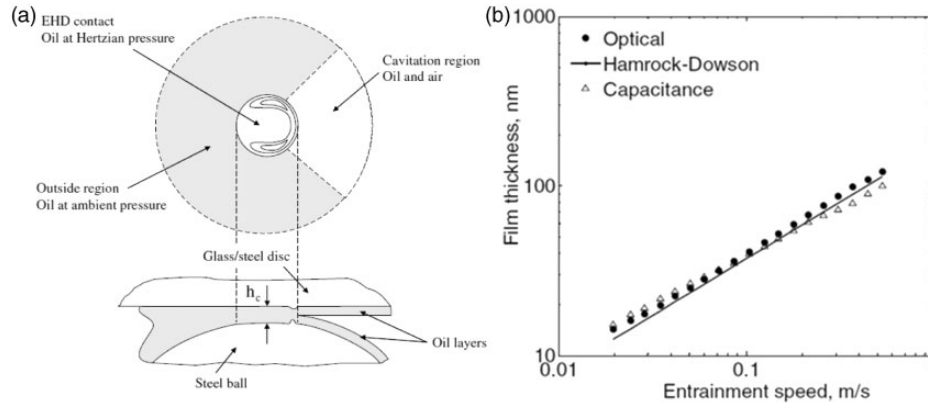 (a)
EHD contact
Oil at Hertzian pressure
Cavitation region
Oil and air
Outside region
Oil at ambient pressure
Glass/steel disc
h_c
Oil layers
Steel ball
(b)
1000
Optical
Hamrock-Dowson
Capacitance
Film thickness, nm
100
10
0.01
0.1
Entrainment speed, m/s